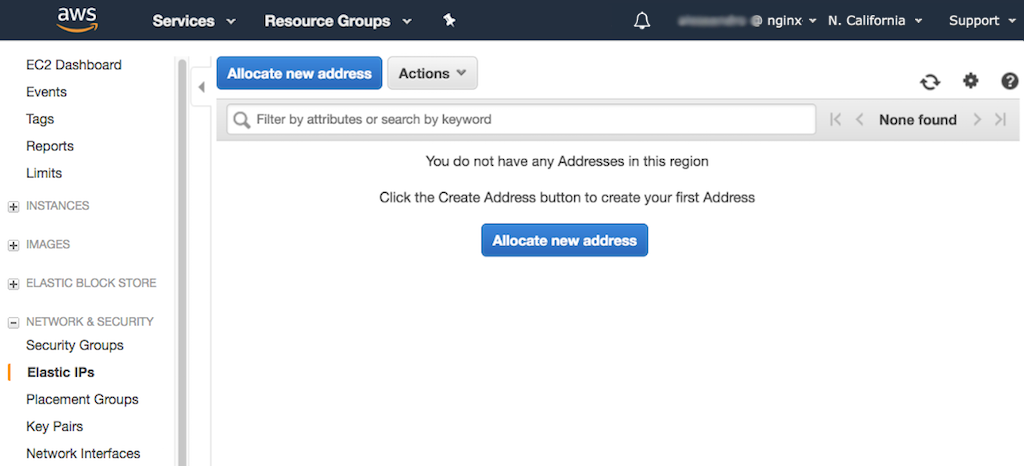 aws Services Resource Groups @ nginx N. California Support
EC2 Dashboard
Events
Tags
Reports
Limits
INSTANCES
IMAGES
ELASTIC BLOCK STORE
NETWORK & SECURITY
Security Groups
Elastic IPs
Placement Groups
Key Pairs
Network Interfaces
Allocate new address Actions
Filter by attributes or search by keyword None found
You do not have any Addresses in this region
Click the Create Address button to create your first Address
Allocate new address